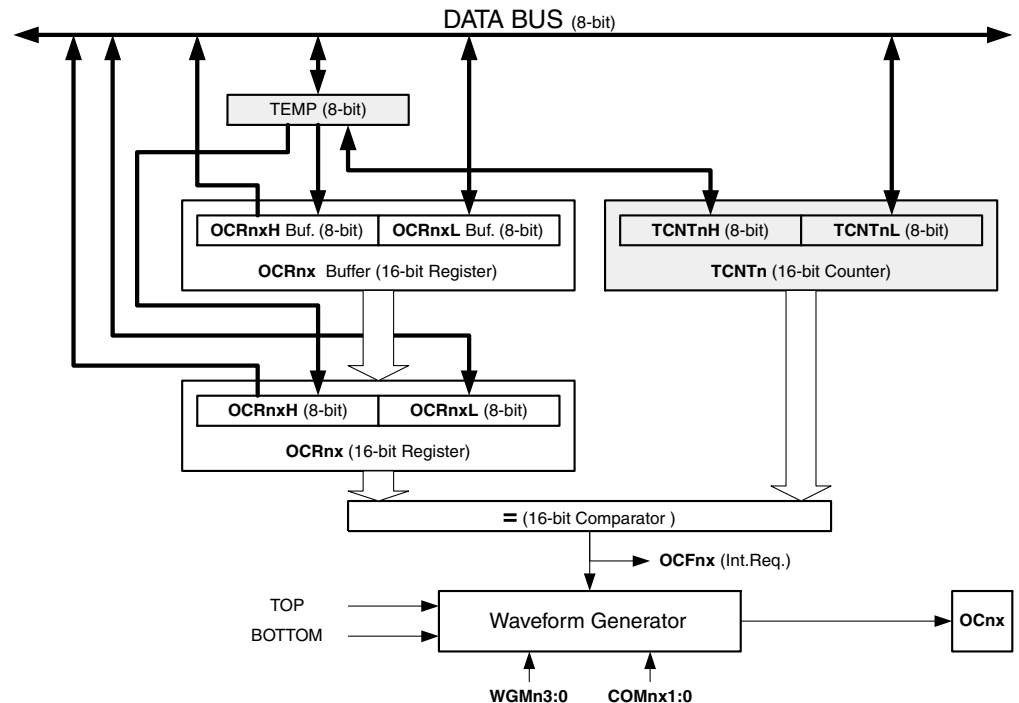 DATA BUS (8-bit)
TEMP (8-bit)
OCRnxH Buf. (8-bit) OCRnxL Buf. (8-bit)
OCRnx Buffer (16-bit Register)
TCNTnH (8-bit) TCNTnL (8-bit)
TCNTn (16-bit Counter)
OCRnxH (8-bit) OCRnxL (8-bit)
OCRnx (16-bit Register)
= (16-bit Comparator )
OCFnx (Int.Req.)
TOP
BOTTOM
Waveform Generator
OCnx
WGMn3:0 COMnx1:0